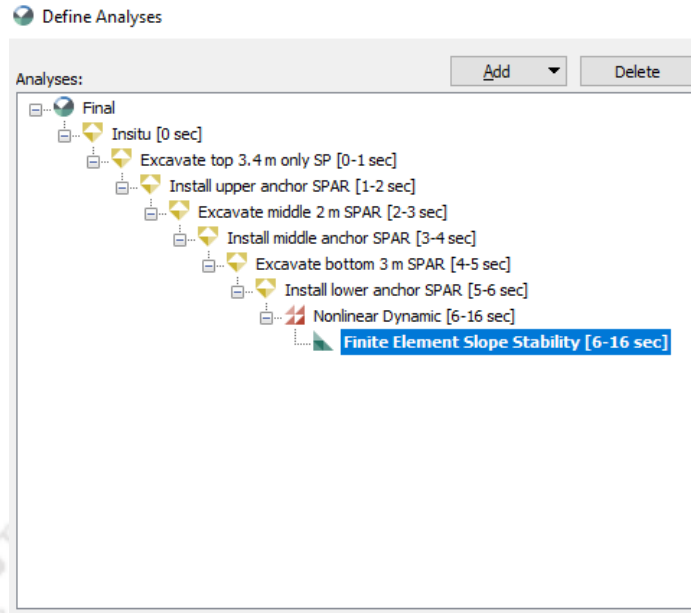 Define Analyses
Add Delete
Analyses:
Final
Insitu [0 sec]
Excavate top 3.4 m only SP [0-1 sec]
Install upper anchor SPAR [1-2 sec]
Excavate middle 2 m SPAR [2-3 sec]
Install middle anchor SPAR [3-4 sec]
Excavate bottom 3 m SPAR [4-5 sec]
Install lower anchor SPAR [5-6 sec]
Nonlinear Dynamic [6-16 sec]
Finite Element Slope Stability [6-16 sec]